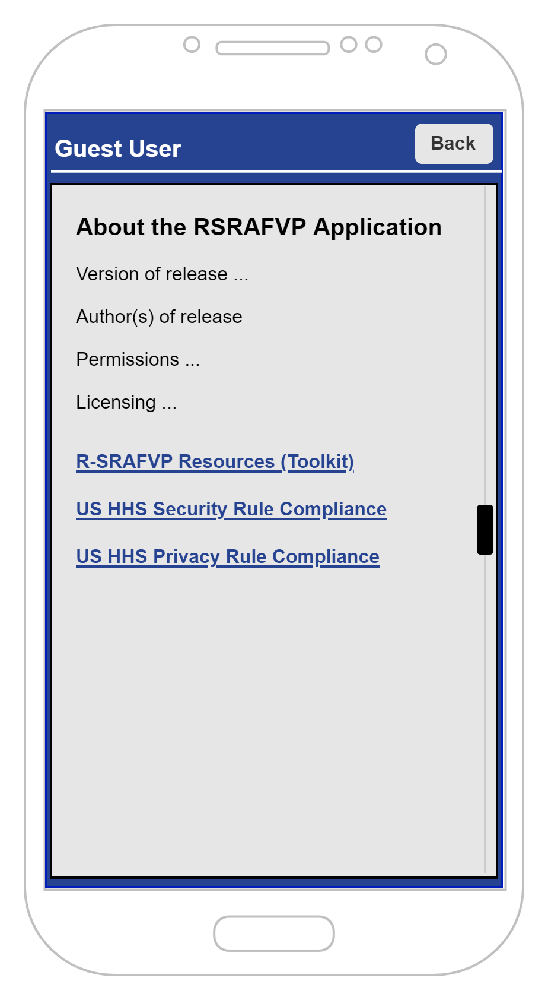 Guest User
Back
About the RSRAFVP Application
Version of release ...
Author(s) of release
Permissions ...
Licensing ...
R-SRAFVP Resources (Toolkit)
US HHS Security Rule Compliance
US HHS Privacy Rule Compliance